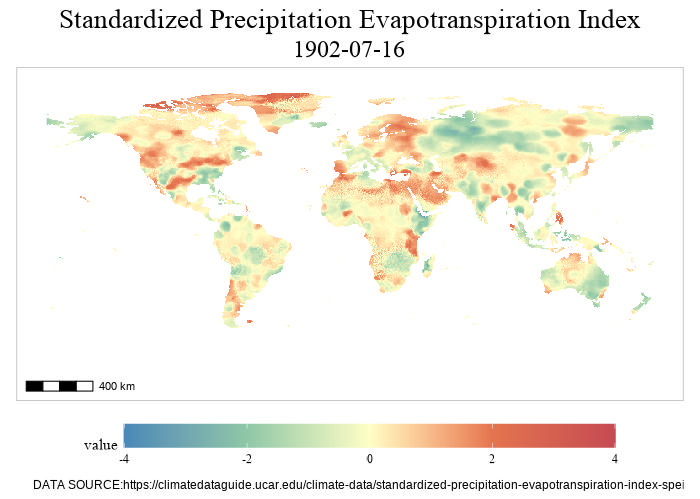 Standardized Precipitation Evapotranspiration Index
1902-07-16
400 km
value
-4 -2 0 2 4
DATA SOURCE:https://climatedataguide.ucar.edu/climate-data/standardized-precipitation-evapotranspiration-index-spei